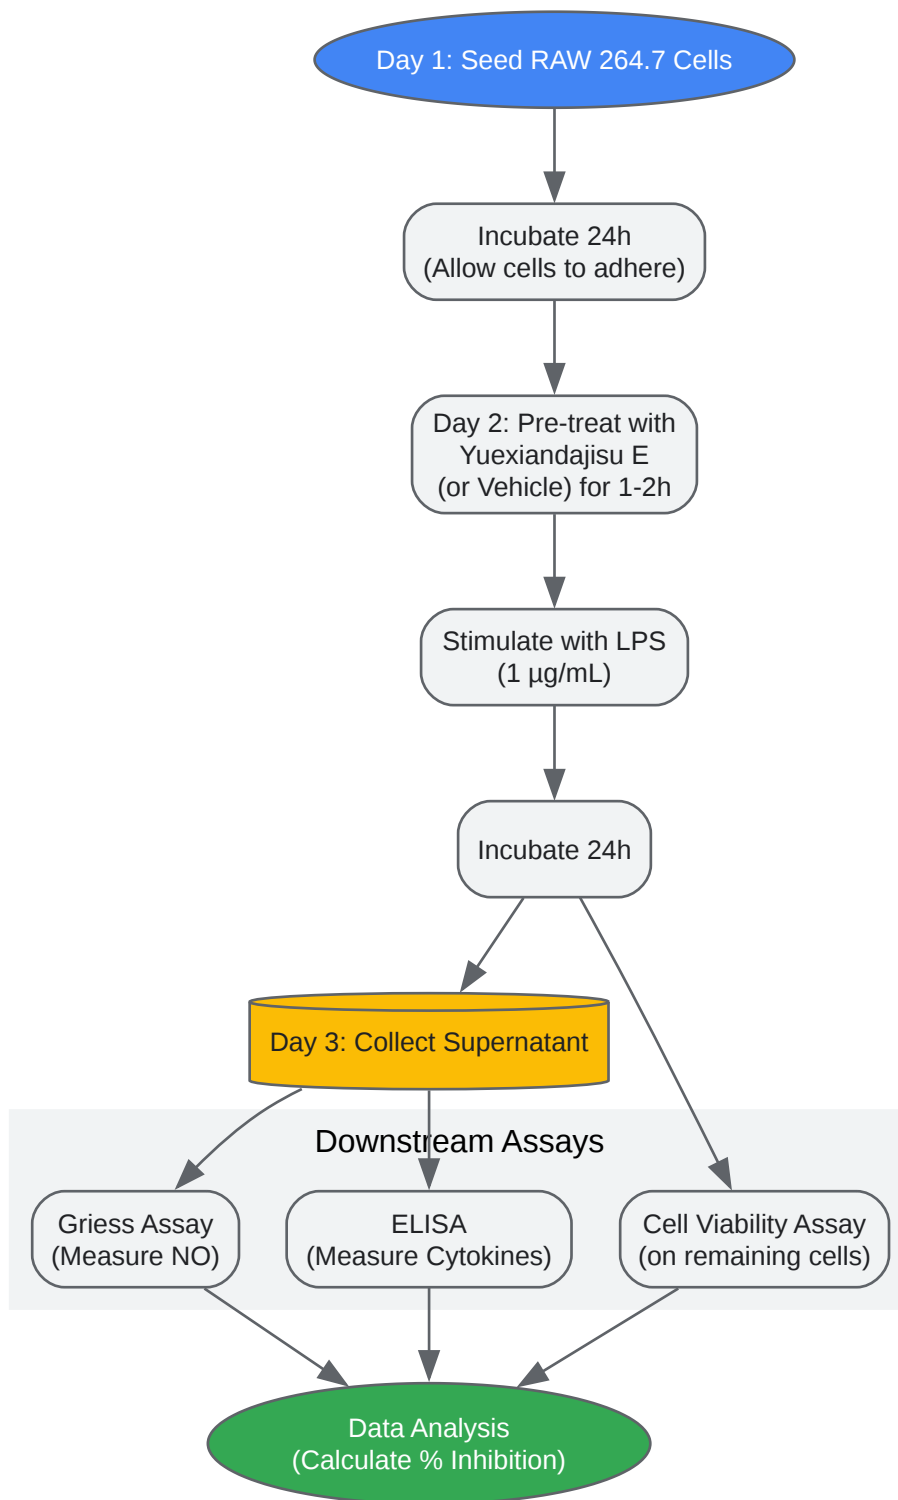 Day 1: Seed RAW 264.7 Cells
Incubate 24h
(Allow cells to adhere)
Day 2: Pre-treat with
Yuexiandajisu E
(or Vehicle) for 1-2h
Stimulate with LPS
(1 µg/mL)
Incubate 24h
Day 3: Collect Supernatant
Downstream Assays
Griess Assay
(Measure NO)
ELISA
(Measure Cytokines)
Cell Viability Assay
(on remaining cells)
Data Analysis
(Calculate % Inhibition)